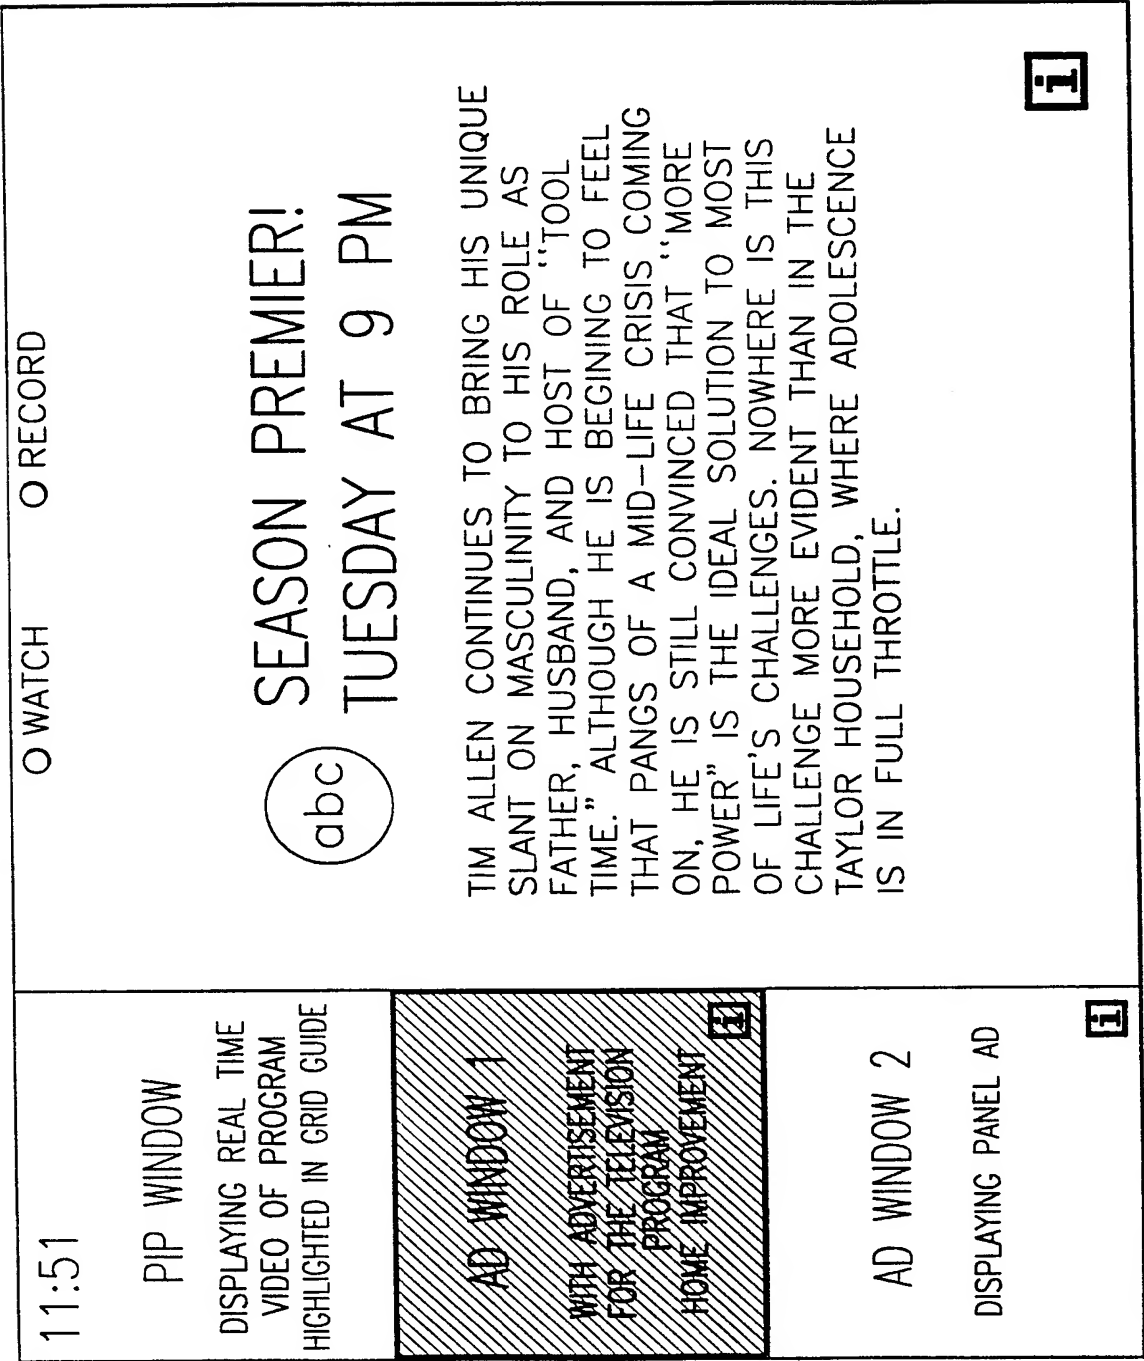 11:51
PIP WINDOW
DISPLAYING REAL TIME
VIDEO OF PROGRAM
HIGHLIGHTED IN GRID GUIDE
AD WINDOW 1
WITH ADVERTISEMENT
FOR THE TELEVISION
PROGRAM
HOME IMPROVEMENT
i
AD WINDOW 2
DISPLAYING PANEL AD
i
O WATCH O RECORD
abc
SEASON PREMIER!
TUESDAY AT 9 PM
TIM ALLEN CONTINUES TO BRING HIS UNIQUE
SLANT ON MASCULINITY TO HIS ROLE AS
FATHER, HUSBAND, AND HOST OF "TOOL
TIME." ALTHOUGH HE IS BEGINING TO FEEL
THAT PANGS OF A MID-LIFE CRISIS COMING
ON, HE IS STILL CONVINCED THAT "MORE
POWER" IS THE IDEAL SOLUTION TO MOST
OF LIFE'S CHALLENGES. NOWHERE IS THIS
CHALLENGE MORE EVIDENT THAN IN THE
TAYLOR HOUSEHOLD, WHERE ADOLESCENCE
IS IN FULL THROTTLE.
i